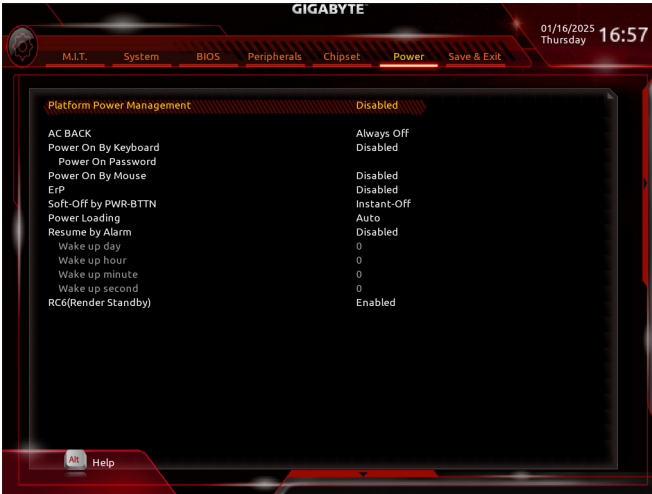 GIGABYTE™
01/16/2025 16:57
Thursday
M.I.T. System BIOS Peripherals Chipset Power Save & Exit
Platform Power Management Disabled
AC BACK Always Off
Power On By Keyboard Disabled
Power On Password
Power On By Mouse Disabled
ErP Disabled
Soft-Off by PWR-BTTN Instant-Off
Power Loading Auto
Resume by Alarm Disabled
Wake up day 0
Wake up hour 0
Wake up minute 0
Wake up second 0
RC6(Render Standby) Enabled
Alt Help